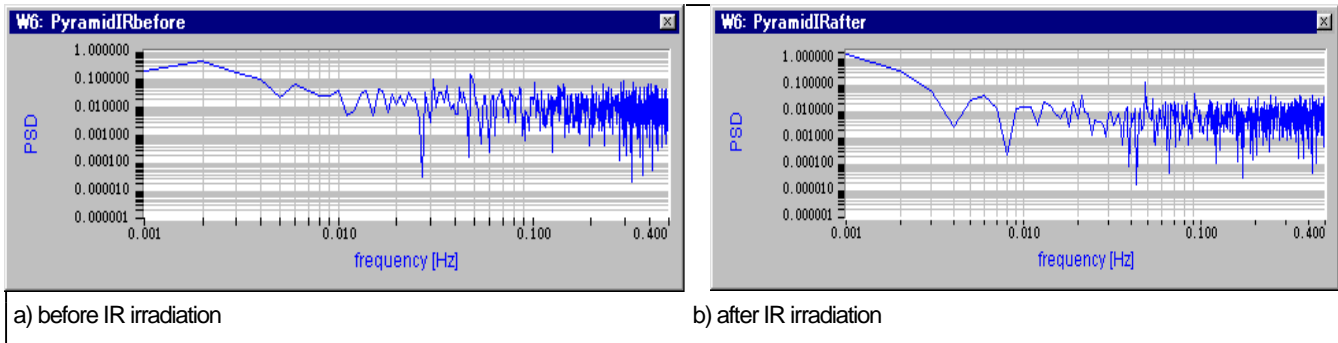 W6: PyramidIRbefore
1.000000
0.100000
0.010000
0.001000
0.000100
0.000010
0.000001
PSD
0.001
0.010
0.100
0.400
frequency [Hz]
a) before IR irradiation
W6: PyramidIRafter
1.000000
0.100000
0.010000
0.001000
0.000100
0.000010
0.000001
PSD
0.001
0.010
0.100
0.400
frequency [Hz]
b) after IR irradiation